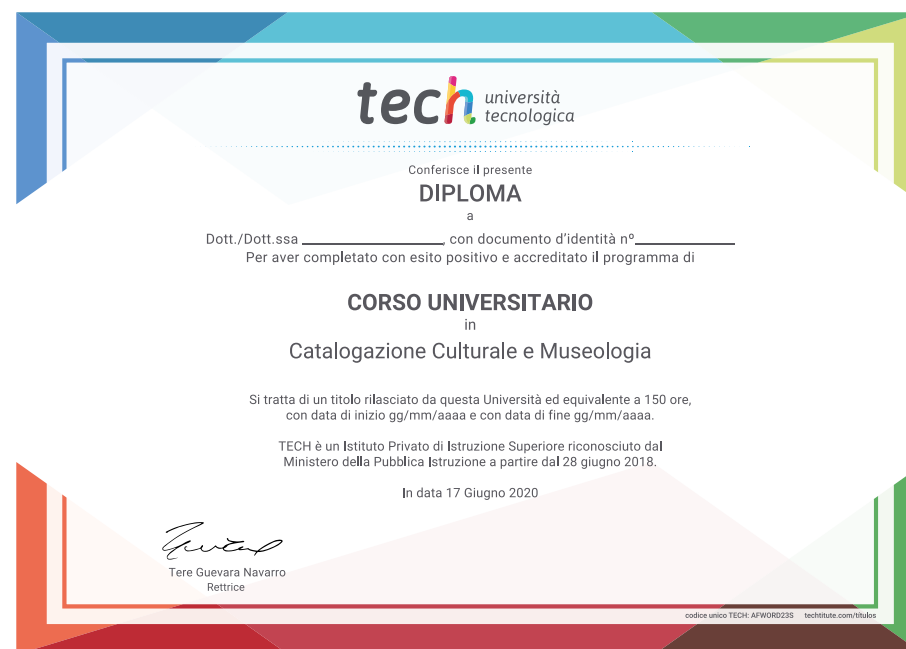 tech università
tecnologica
Conferisce il presente
DIPLOMA
a
Dott./Dott.ssa ____________________, con documento d'identità nº______________
Per aver completato con esito positivo e accreditato il programma di
CORSO UNIVERSITARIO
in
Catalogazione Culturale e Museologia
Si tratta di un titolo rilasciato da questa Università ed equivalente a 150 ore,
con data di inizio gg/mm/aaaa e con data di fine gg/mm/aaaa.
TECH è un Istituto Privato di Istruzione Superiore riconosciuto dal
Ministero della Pubblica Istruzione a partire dal 28 giugno 2018.
In data 17 Giugno 2020
Tere Guevara Navarro
Rettrice
codice unico TECH: AFWORD23S techtitute.com/titulos